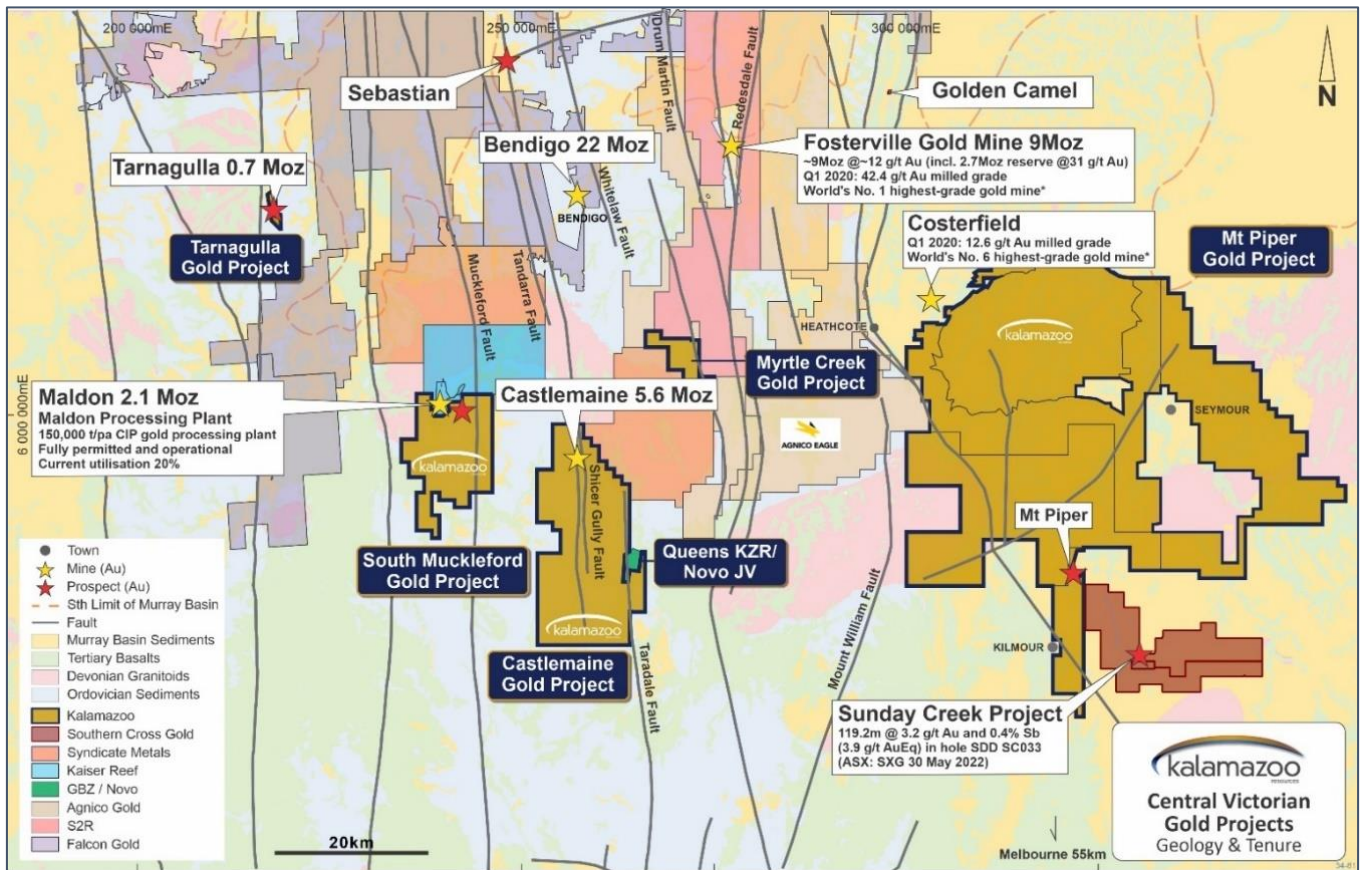 200 000mE
250 000mE
300 000mE
6 000 000mE
N
Sebastian
Golden Camel
Drum Martin Fault
Redesdale Fault
Whitelaw Fault
Tandarra Fault
Muckleford Fault
Bendigo 22 Moz
BENDIGO
Fosterville Gold Mine 9Moz
~9Moz @~12 g/t Au (incl. 2.7Moz reserve @31 g/t Au)
Q1 2020: 42.4 g/t Au milled grade
World's No. 1 highest-grade gold mine*
Tarnagulla 0.7 Moz
Tarnagulla
Gold Project
Costerfield
Q1 2020: 12.6 g/t Au milled grade
World's No. 6 highest-grade gold mine*
Mt Piper
Gold Project
HEATHCOTE
kalamazoo
Myrtle Creek
Gold Project
SEYMOUR
Maldon 2.1 Moz
Maldon Processing Plant
150,000 t/pa CIP gold processing plant
Fully permitted and operational
Current utilisation 20%
kalamazoo
Castlemaine 5.6 Moz
AGNICO EAGLE
Shicer Gully Fault
South Muckleford
Gold Project
Queens KZR/
Novo JV
Mt Piper
kalamazoo
Castlemaine
Gold Project
Taradale Fault
Mount William Fault
KILMOUR
Sunday Creek Project
119.2m @ 3.2 g/t Au and 0.4% Sb
(3.9 g/t AuEq) in hole SDD SC033
(ASX: SXG 30 May 2022)
Town
Mine (Au)
Prospect (Au)
Sth Limit of Murray Basin
Fault
Murray Basin Sediments
Tertiary Basalts
Devonian Granitoids
Ordovician Sediments
Kalamazoo
Southern Cross Gold
Syndicate Metals
Kaiser Reef
GBZ / Novo
Agnico Gold
S2R
Falcon Gold
20km
Melbourne 55km
kalamazoo
RESOURCES
Central Victorian
Gold Projects
Geology & Tenure